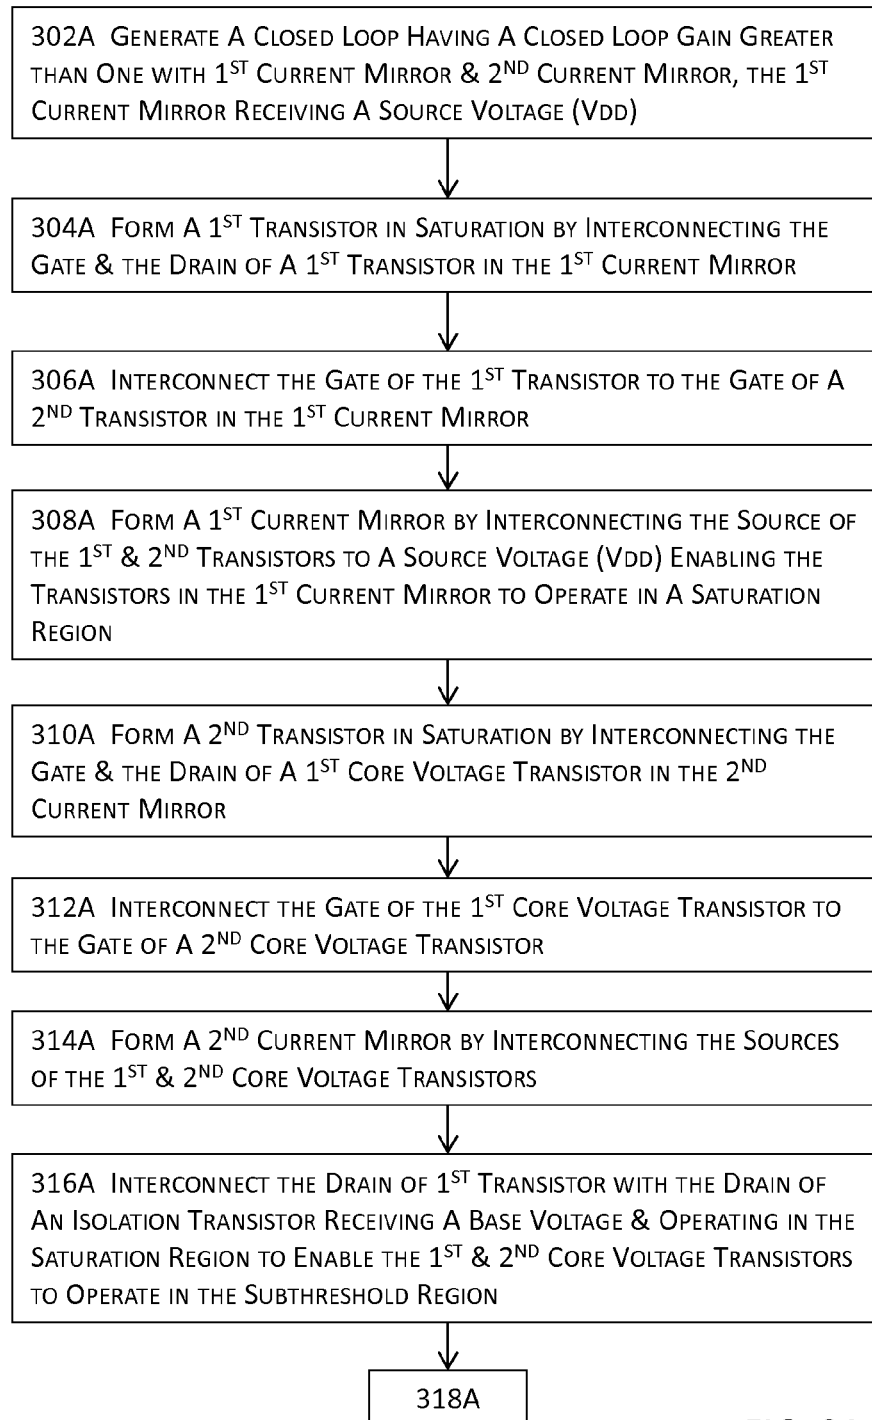 302A GENERATE A CLOSED LOOP HAVING A CLOSED LOOP GAIN GREATER
THAN ONE WITH 1ST CURRENT MIRROR & 2ND CURRENT MIRROR, THE 1ST
CURRENT MIRROR RECEIVING A SOURCE VOLTAGE (VDD)
304A FORM A 1ST TRANSISTOR IN SATURATION BY INTERCONNECTING THE
GATE & THE DRAIN OF A 1ST TRANSISTOR IN THE 1ST CURRENT MIRROR
306A INTERCONNECT THE GATE OF THE 1ST TRANSISTOR TO THE GATE OF A
2ND TRANSISTOR IN THE 1ST CURRENT MIRROR
308A FORM A 1ST CURRENT MIRROR BY INTERCONNECTING THE SOURCE OF
THE 1ST & 2ND TRANSISTORS TO A SOURCE VOLTAGE (VDD) ENABLING THE
TRANSISTORS IN THE 1ST CURRENT MIRROR TO OPERATE IN A SATURATION
REGION
310A FORM A 2ND TRANSISTOR IN SATURATION BY INTERCONNECTING THE
GATE & THE DRAIN OF A 1ST CORE VOLTAGE TRANSISTOR IN THE 2ND
CURRENT MIRROR
312A INTERCONNECT THE GATE OF THE 1ST CORE VOLTAGE TRANSISTOR TO
THE GATE OF A 2ND CORE VOLTAGE TRANSISTOR
314A FORM A 2ND CURRENT MIRROR BY INTERCONNECTING THE SOURCES
OF THE 1ST & 2ND CORE VOLTAGE TRANSISTORS
316A INTERCONNECT THE DRAIN OF 1ST TRANSISTOR WITH THE DRAIN OF
AN ISOLATION TRANSISTOR RECEIVING A BASE VOLTAGE & OPERATING IN THE
SATURATION REGION TO ENABLE THE 1ST & 2ND CORE VOLTAGE TRANSISTORS
TO OPERATE IN THE SUBTHRESHOLD REGION
318A